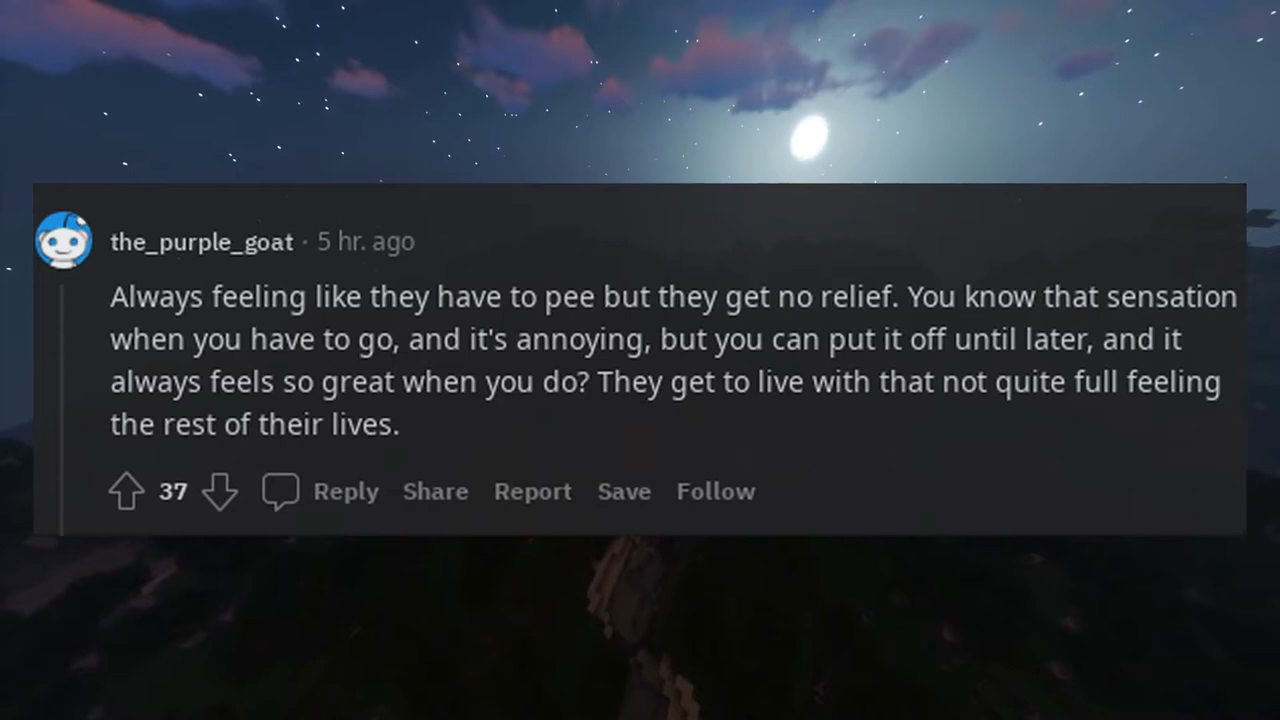 the_purple_goat · 5 hr. ago
Always feeling like they have to pee but they get no relief. You know that sensation
when you have to go, and it's annoying, but you can put it off until later, and it
always feels so great when you do? They get to live with that not quite full feeling
the rest of their lives.
37 Reply Share Report Save Follow